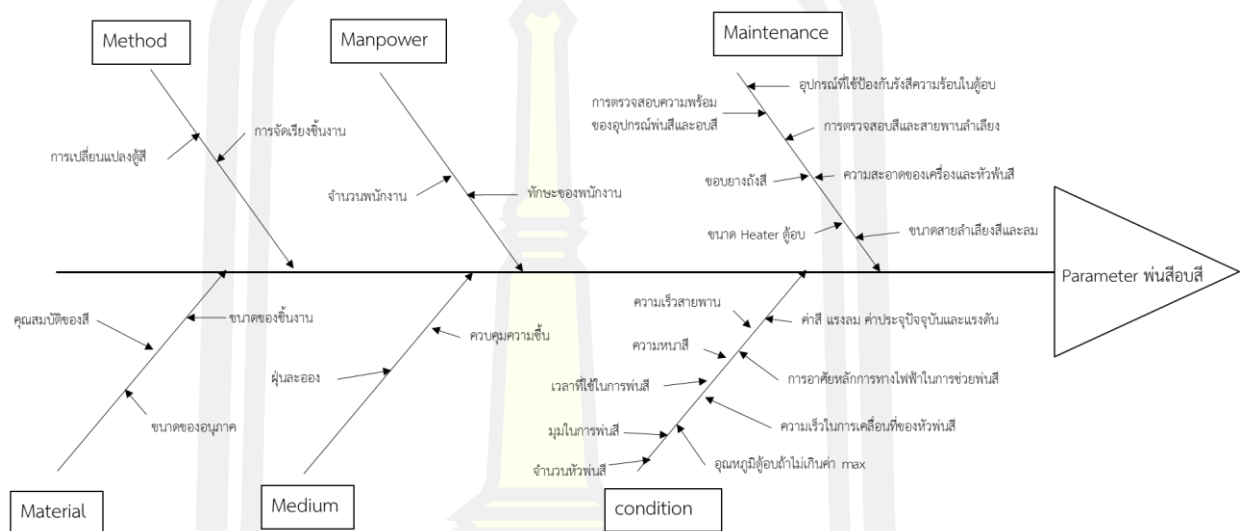 Method
Manpower
Maintenance
อุปกรณ์ที่ใช้ป้องกันรังสีความร้อนในตู้อบ
การตรวจสอบความพร้อม
ของอุปกรณ์พ่นสีและอบสี
การจัดเรียงชิ้นงาน
การตรวจสอบสีและสายพานลำเลียง
การเปลี่ยนแปลงตู้สี
ขอบยางถังสี
ความสะอาดของเครื่องและหัวพ้นสี
จำนวนพนักงาน
ทักษะของพนักงาน
ขนาด Heater ตู้อบ
ขนาดสายลำเลียงสีและลม
Parameter พ่นสีอบสี
ความเร็วสายพาน
คุณสมบัติของสี
ขนาดของชิ้นงาน
ค่าสี แรงลม ค่าประจุปัจจุบันและแรงดัน
ควบคุมความชื้น
ความหนาสี
ฝุ่นละออง
เวลาที่ใช้ในการพ่นสี
การอาศัยหลักการทางไฟฟ้าในการช่วยพ่นสี
ขนาดของอนุภาค
มุมในการพ่นสี
ความเร็วในการเคลื่อนที่ของหัวพ่นสี
จำนวนหัวพ่นสี
อุณหภูมิตู้อบถ้าไม่เกินค่า max
Material
Medium
condition